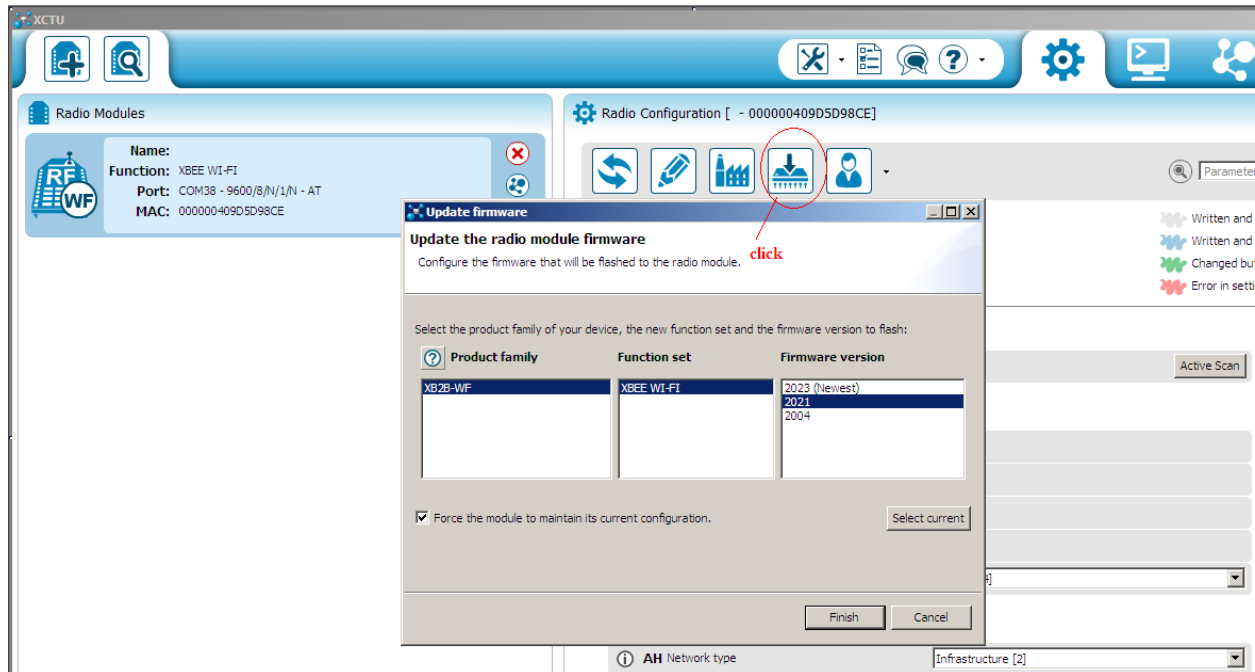 XCTU
Radio Modules
Name:
Function: XBEE WI-FI
Port: COM38 - 9600/8/N/1/N - AT
MAC: 000000409D5D98CE
RF
WF
Radio Configuration [ - 000000409D5D98CE]
Parameter
Written and
Written and
Changed but
Error in setti
click
Update firmware
Update the radio module firmware
Configure the firmware that will be flashed to the radio module.
Select the product family of your device, the new function set and the firmware version to flash:
Product family Function set Firmware version
XB2B-WF XBEE WI-FI 2023 (Newest)
2021
2004
Force the module to maintain its current configuration. Select current
Finish Cancel
Active Scan
AH Network type Infrastructure [2]